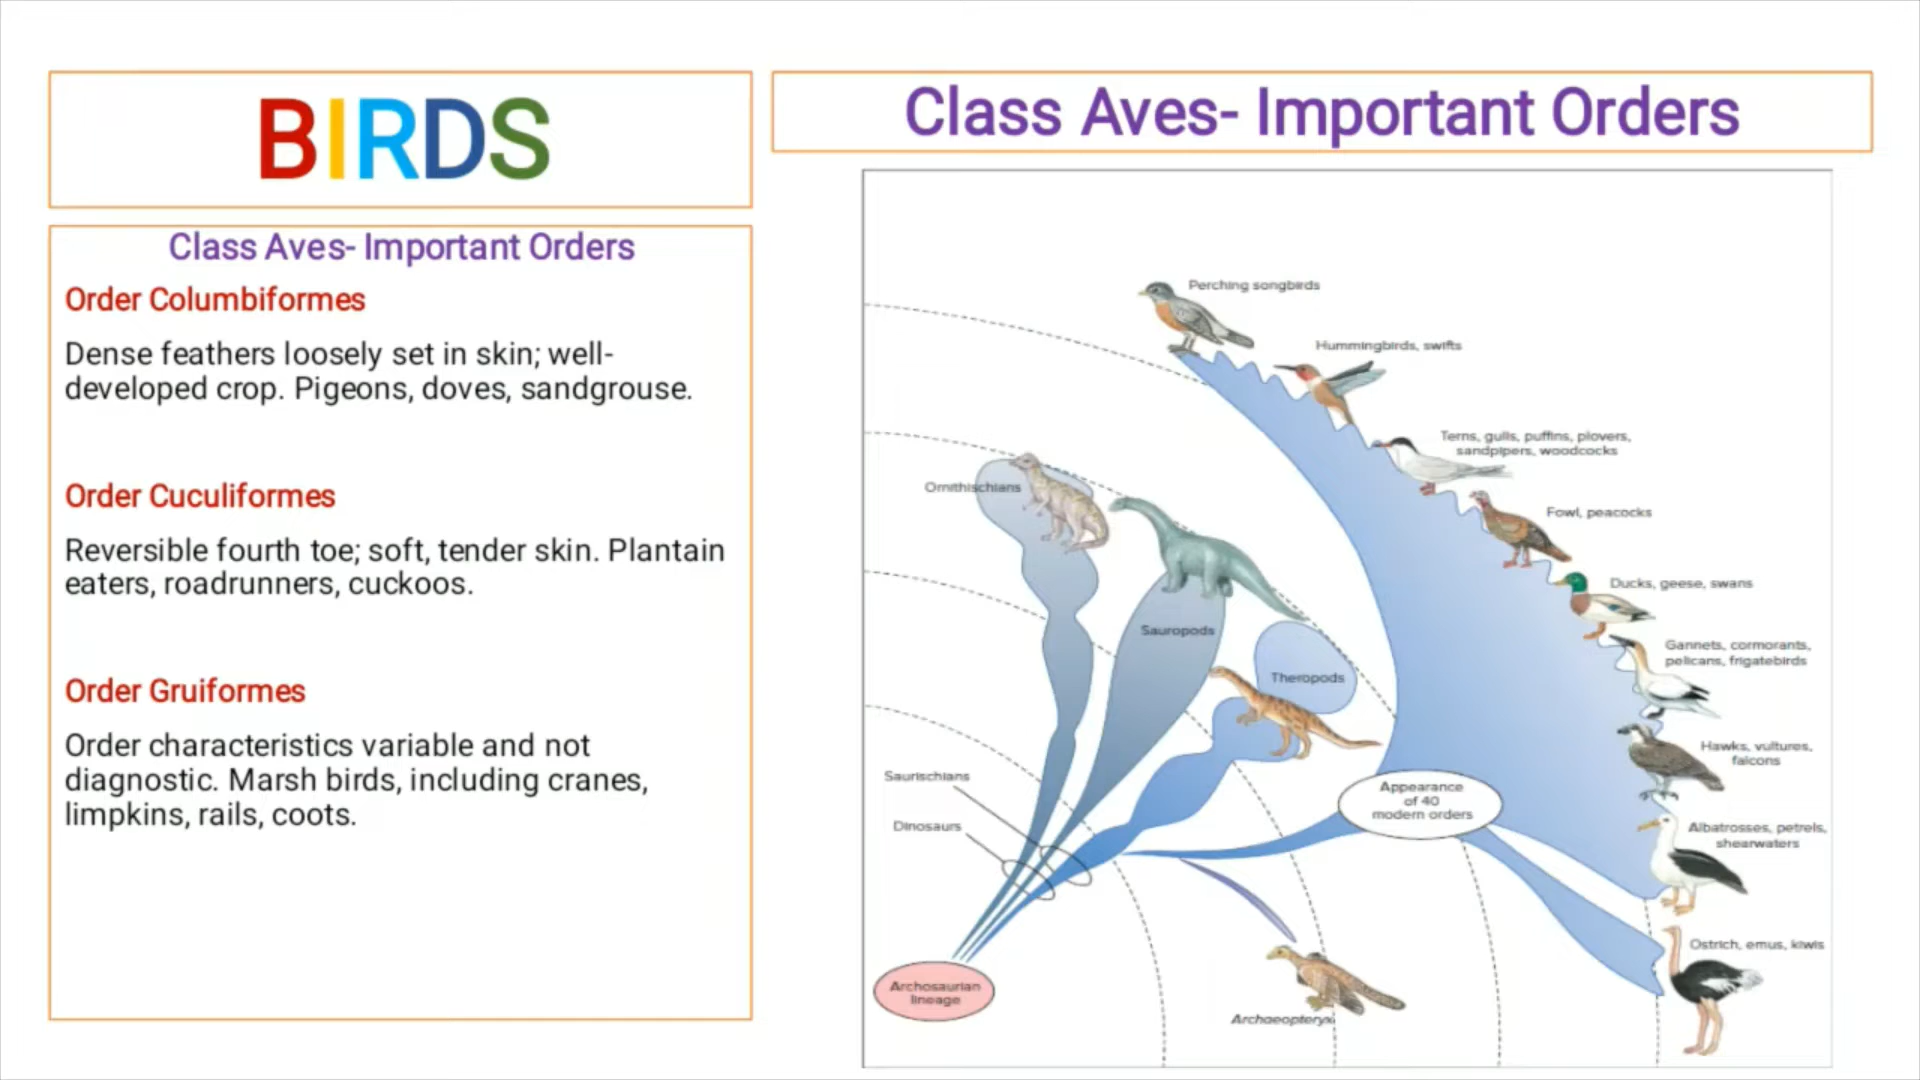 BIRDS
Class Aves- Important Orders
Class Aves- Important Orders
Order Columbiformes
Dense feathers loosely set in skin; well-
developed crop. Pigeons, doves, sandgrouse.
Order Cuculiformes
Reversible fourth toe; soft, tender skin. Plantain
eaters, roadrunners, cuckoos.
Order Gruiformes
Order characteristics variable and not
diagnostic. Marsh birds, including cranes,
limpkins, rails, coots.
Perching songbirds
Hummingbirds, swifts
Terns, gulls, puffins, plovers,
sandpipers, woodcocks
Ornithischians
Fowl, peacocks
Ducks, geese, swans
Sauropods
Gannets, cormorants,
pelicans, frigatebirds
Theropods
Hawks, vultures,
falcons
Saurischians
Appearance
of 40
modern orders
Dinosaurs
Albatrosses, petrels,
shearwaters
Ostrich, emus, kiwis
Archosaurian
lineage
Archaeopteryx